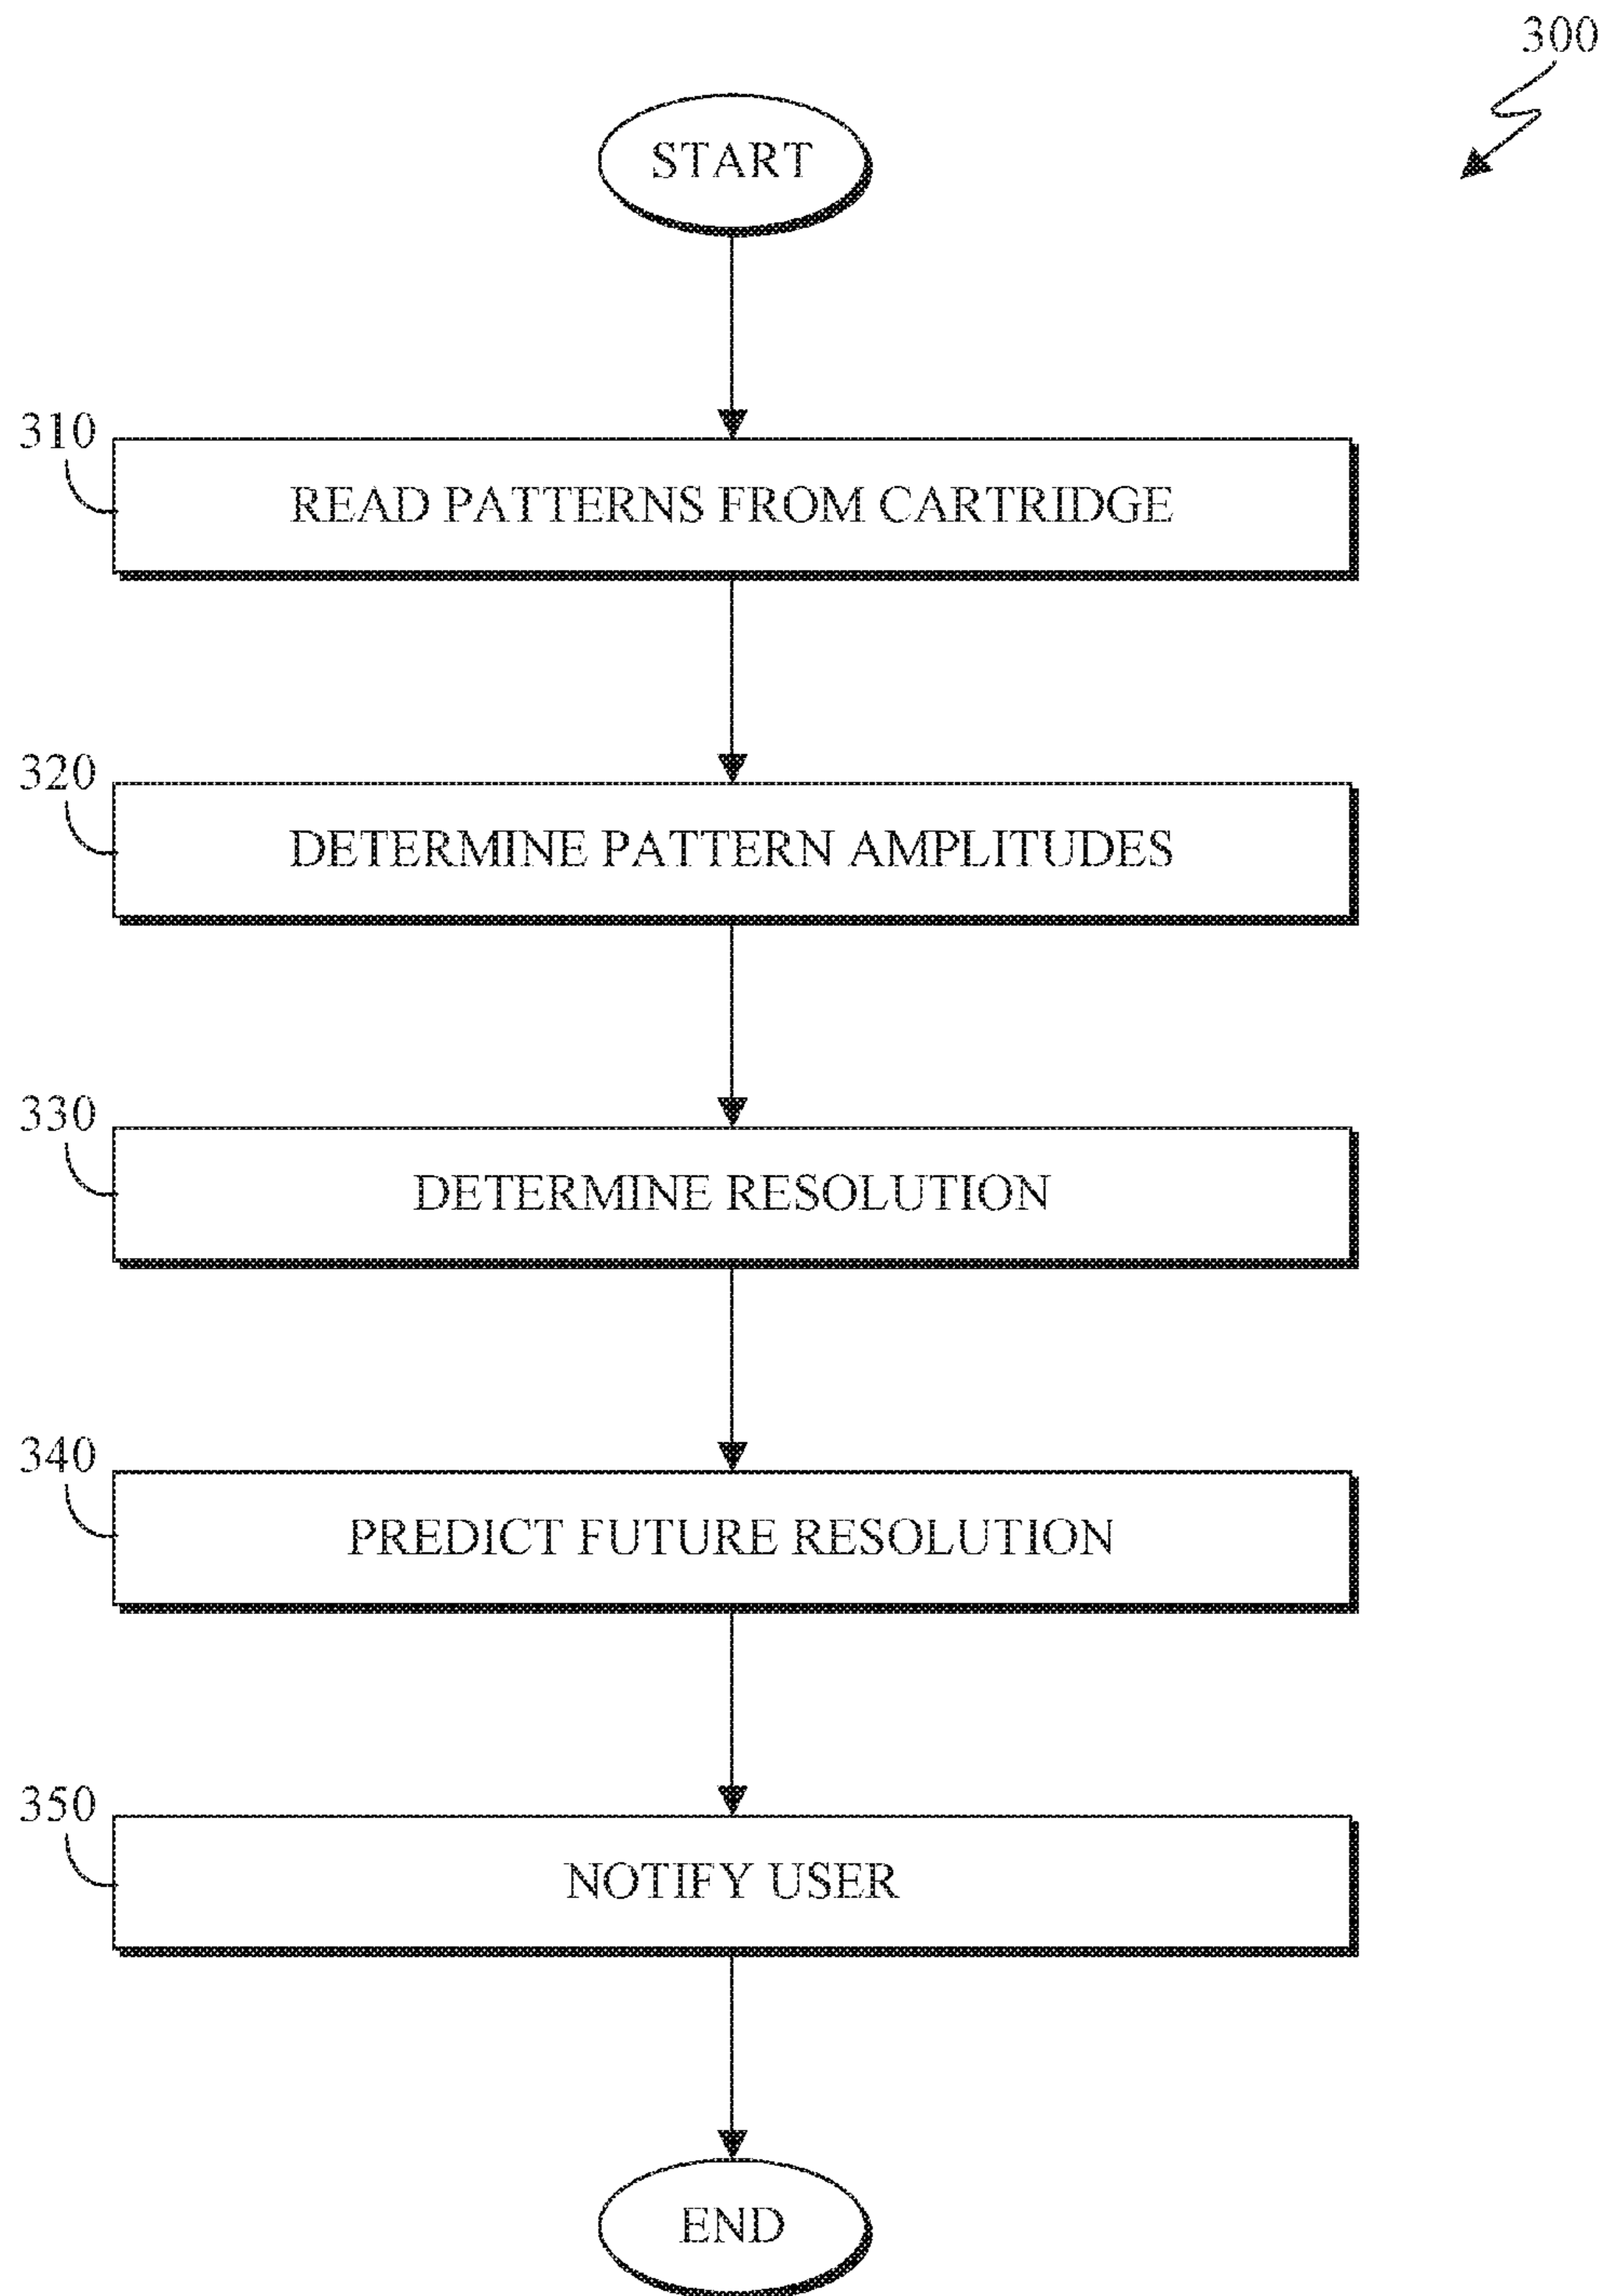 300
START
310
READ PATTERNS FROM CARTRIDGE
320
DETERMINE PATTERN AMPLITUDES
330
DETERMINE RESOLUTION
340
PREDICT FUTURE RESOLUTION
350
NOTIFY USER
END